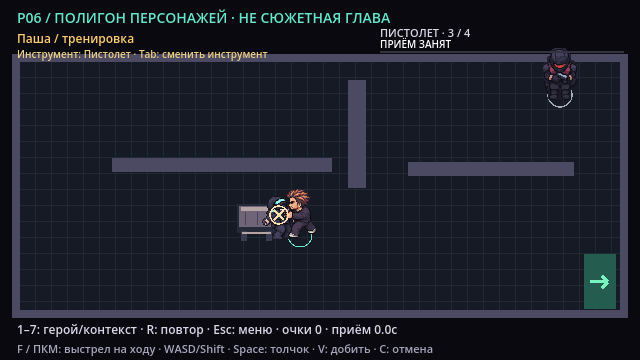 P06 / ПОЛИГОН ПЕРСОНАЖЕЙ · НЕ СЮЖЕТНАЯ ГЛАВА
Паша / тренировка
ПИСТОЛЕТ · 3 / 4
ПРИЁМ ЗАНЯТ
Инструмент: Пистолет · Tab: сменить инструмент
1–7: герой/контекст · R: повтор · Esc: меню · очки 0 · приём 0.0с
F / ПКМ: выстрел на ходу · WASD/Shift · Space: толчок · V: добить · C: отмена